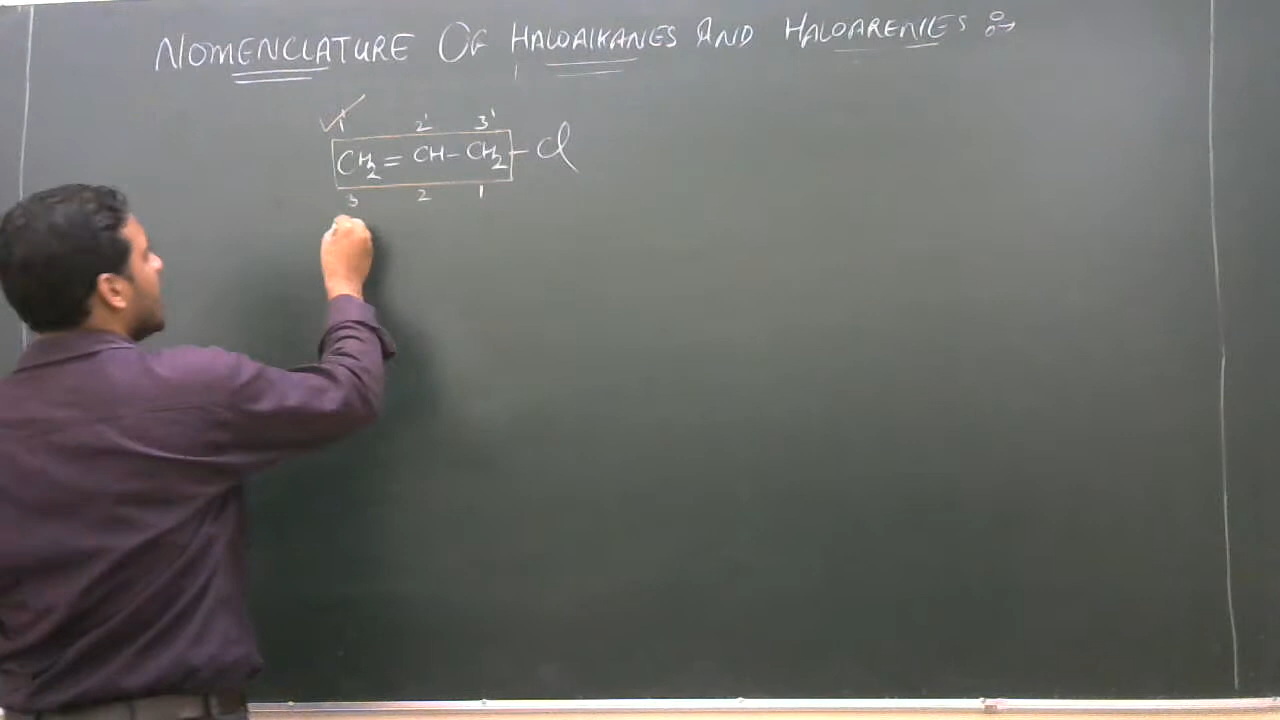 NOMENCLATURE OF HALOALKANES AND HALOARENES :→
✓1' 2' 3'
CH₂=CH–CH₂–Cl
3 2 1